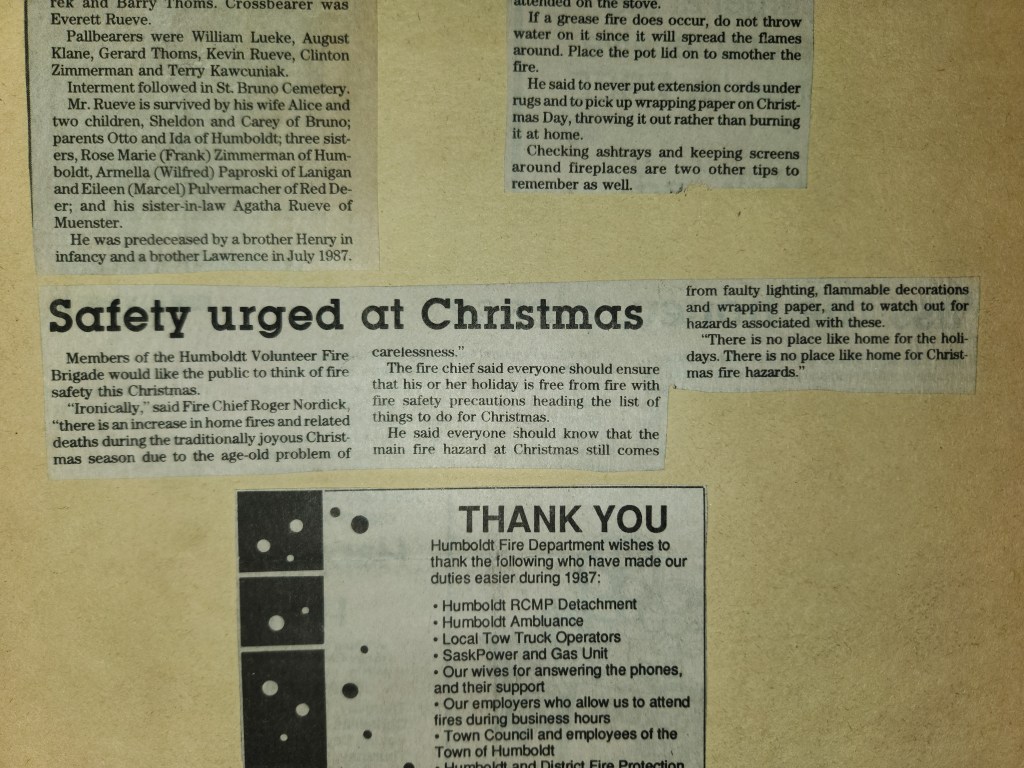 rek and Barry Thoms. Crossbearer was
Everett Rueve.
Pallbearers were William Lueke, August
Klane, Gerard Thoms, Kevin Rueve, Clinton
Zimmerman and Terry Kawcuniak.
Interment followed in St. Bruno Cemetery.
Mr. Rueve is survived by his wife Alice and
two children, Sheldon and Carey of Bruno;
parents Otto and Ida of Humboldt; three sist-
ers, Rose Marie (Frank) Zimmerman of Hum-
boldt, Armella (Wilfred) Paproski of Lanigan
and Eileen (Marcel) Pulvermacher of Red De-
er; and his sister-in-law Agatha Rueve of
Muenster.
He was predeceased by a brother Henry in
infancy and a brother Lawrence in July 1987.
attended on the stove.
If a grease fire does occur, do not throw
water on it since it will spread the flames
around. Place the pot lid on to smother the
fire.
He said to never put extension cords under
rugs and to pick up wrapping paper on Christ-
mas Day, throwing it out rather than burning
it at home.
Checking ashtrays and keeping screens
around fireplaces are two other tips to
remember as well.
Safety urged at Christmas
Members of the Humboldt Volunteer Fire
Brigade would like the public to think of fire
safety this Christmas.
"Ironically," said Fire Chief Roger Nordick,
"there is an increase in home fires and related
deaths during the traditionally joyous Christ-
mas season due to the age-old problem of
carelessness."
The fire chief said everyone should ensure
that his or her holiday is free from fire with
fire safety precautions heading the list of
things to do for Christmas.
He said everyone should know that the
main fire hazard at Christmas still comes
from faulty lighting, flammable decorations
and wrapping paper, and to watch out for
hazards associated with these.
"There is no place like home for the holi-
days. There is no place like home for Christ-
mas fire hazards."
THANK YOU
Humboldt Fire Department wishes to
thank the following who have made our
duties easier during 1987:
• Humboldt RCMP Detachment
• Humboldt Ambluance
• Local Tow Truck Operators
• SaskPower and Gas Unit
• Our wives for answering the phones,
and their support
• Our employers who allow us to attend
fires during business hours
• Town Council and employees of the
Town of Humboldt
• Humboldt and District Fire Protection